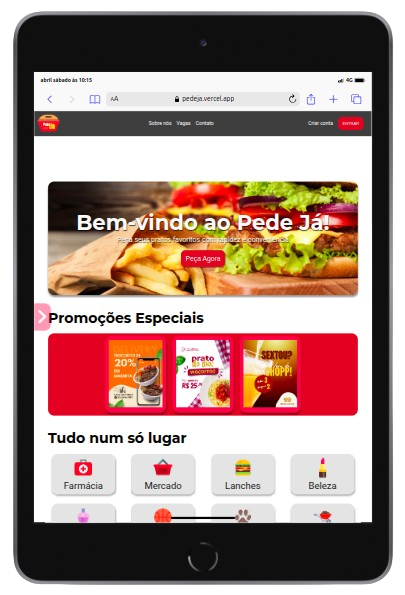 abril sábado às 10:15
4G
AA
pedeja.vercel.app
Sobre nós Vagas Contato
Criar conta
Bem-vindo ao Pede Já!
Peça seus pratos favoritos com rapidez e conveniência
Peça Agora
Promoções Especiais
20%
prato
do dia
macarrão
R$ 25
SEXTOU?
CHOPP!
Tudo num só lugar
Farmácia
Mercado
Lanches
Beleza